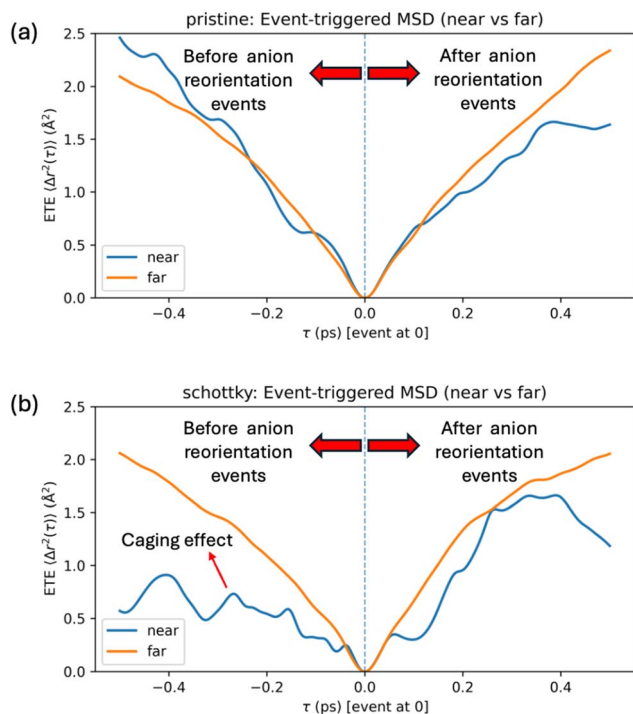 (a)
pristine: Event-triggered MSD (near vs far)
2.5
2.0
1.5
1.0
0.5
0.0
ETE ⟨Δr²(τ)⟩ (Å²)
Before anion
reorientation
events
After anion
reorientation
events
near
far
−0.4
−0.2
0.0
0.2
0.4
τ (ps) [event at 0]
(b)
schottky: Event-triggered MSD (near vs far)
2.5
2.0
1.5
1.0
0.5
0.0
ETE ⟨Δr²(τ)⟩ (Å²)
Before anion
reorientation
events
After anion
reorientation
events
Caging effect
near
far
−0.4
−0.2
0.0
0.2
0.4
τ (ps) [event at 0]